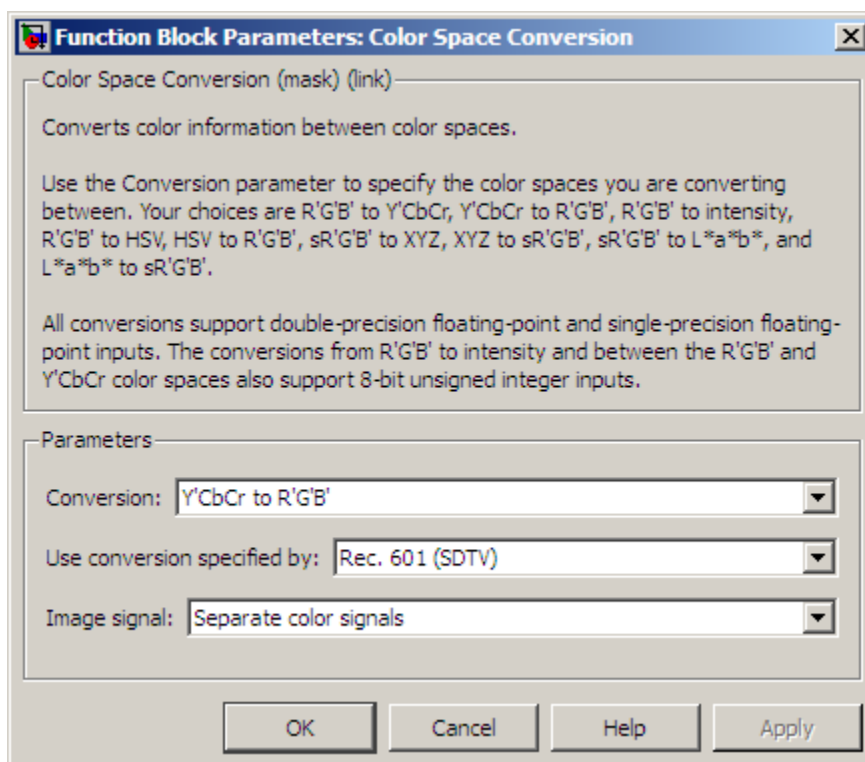 Function Block Parameters: Color Space Conversion
Color Space Conversion (mask) (link)
Converts color information between color spaces.
Use the Conversion parameter to specify the color spaces you are converting
between. Your choices are R'G'B' to Y'CbCr, Y'CbCr to R'G'B', R'G'B' to intensity,
R'G'B' to HSV, HSV to R'G'B', sR'G'B' to XYZ, XYZ to sR'G'B', sR'G'B' to L*a*b*, and
L*a*b* to sR'G'B'.
All conversions support double-precision floating-point and single-precision floating-
point inputs. The conversions from R'G'B' to intensity and between the R'G'B' and
Y'CbCr color spaces also support 8-bit unsigned integer inputs.
Parameters
Conversion: Y'CbCr to R'G'B'
Use conversion specified by: Rec. 601 (SDTV)
Image signal: Separate color signals
OK Cancel Help Apply